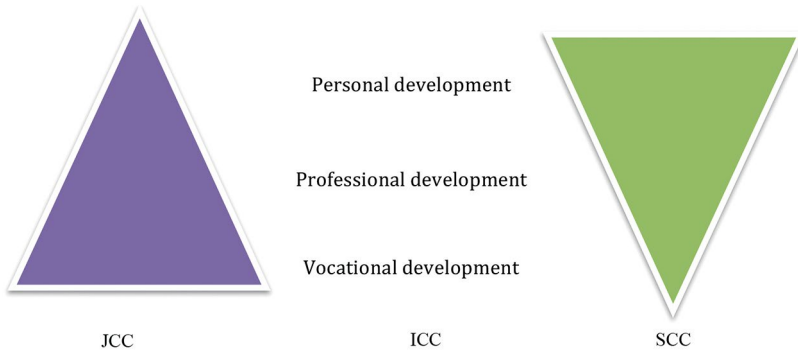 Personal development
Professional development
Vocational development
JCC
ICC
SCC